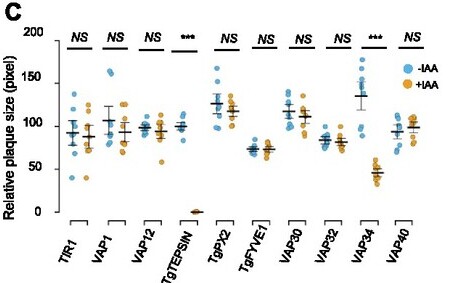 C
200
150
100
50
0
Relative plaque size (pixel)
NS NS NS *** NS NS NS NS *** NS
-IAA
+IAA
TIR1 VAP1 VAP12 TgTEPSIN TgPX2 TgFYVE1 VAP30 VAP32 VAP34 VAP40